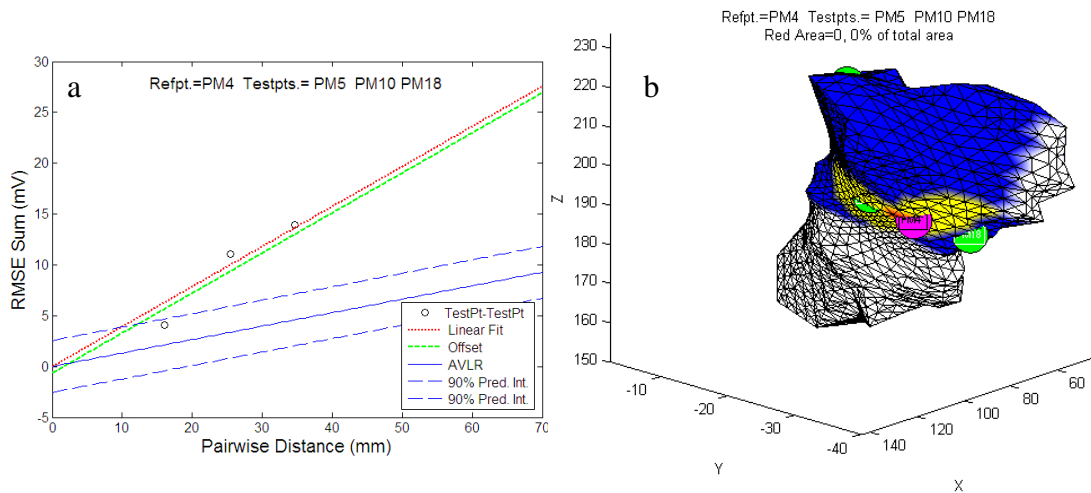 a
Refpt.=PM4 Testpts.= PM5 PM10 PM18
30
25
20
15
10
5
0
-5
RMSE Sum (mV)
0 10 20 30 40 50 60 70
Pairwise Distance (mm)
TestPt-TestPt
Linear Fit
Offset
AVLR
90% Pred. Int.
90% Pred. Int.
Refpt.=PM4 Testpts.= PM5 PM10 PM18
Red Area=0, 0% of total area
b
230
220
210
200
190
180
170
160
150
Z
-10
-20
-30
-40
Y
140
120
100
80
60
X
PM4